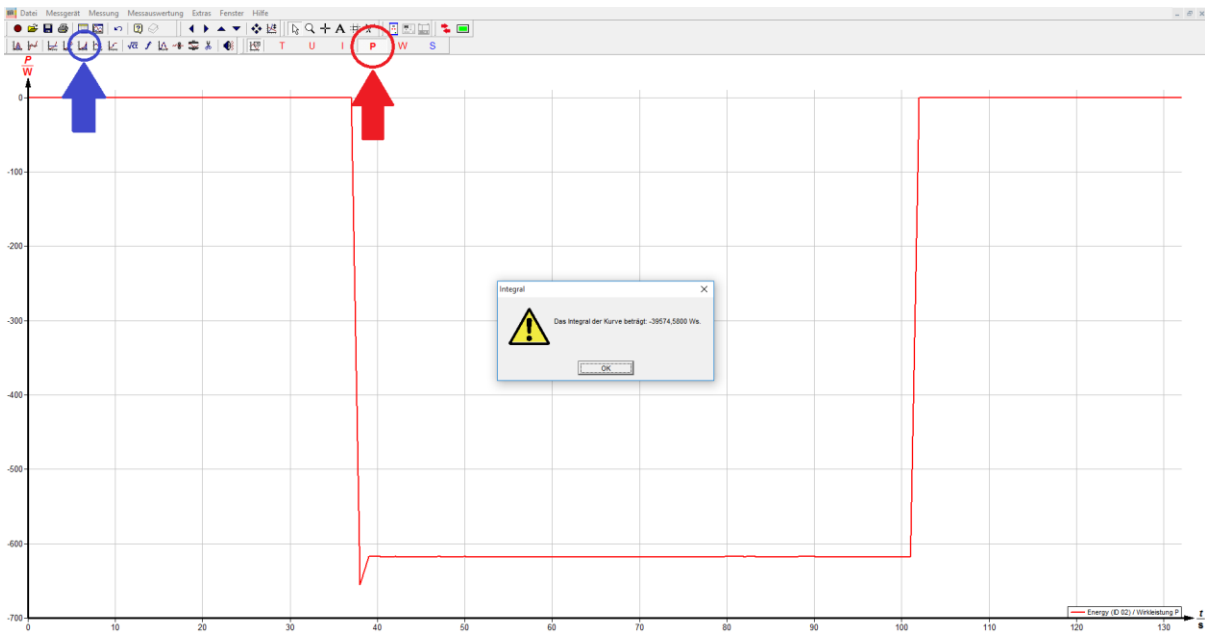 Datei Messgerät Messung Messauswertung Extras Fenster Hilfe
T U I P W S
P
W
0
-100
-200
-300
-400
-500
-600
-700
Integral
Das Integral der Kurve beträgt: -39574,5800 Ws.
OK
Energy (ID 02) / Wirkleistung P
t
s
0 10 20 30 40 50 60 70 80 90 100 110 120 130